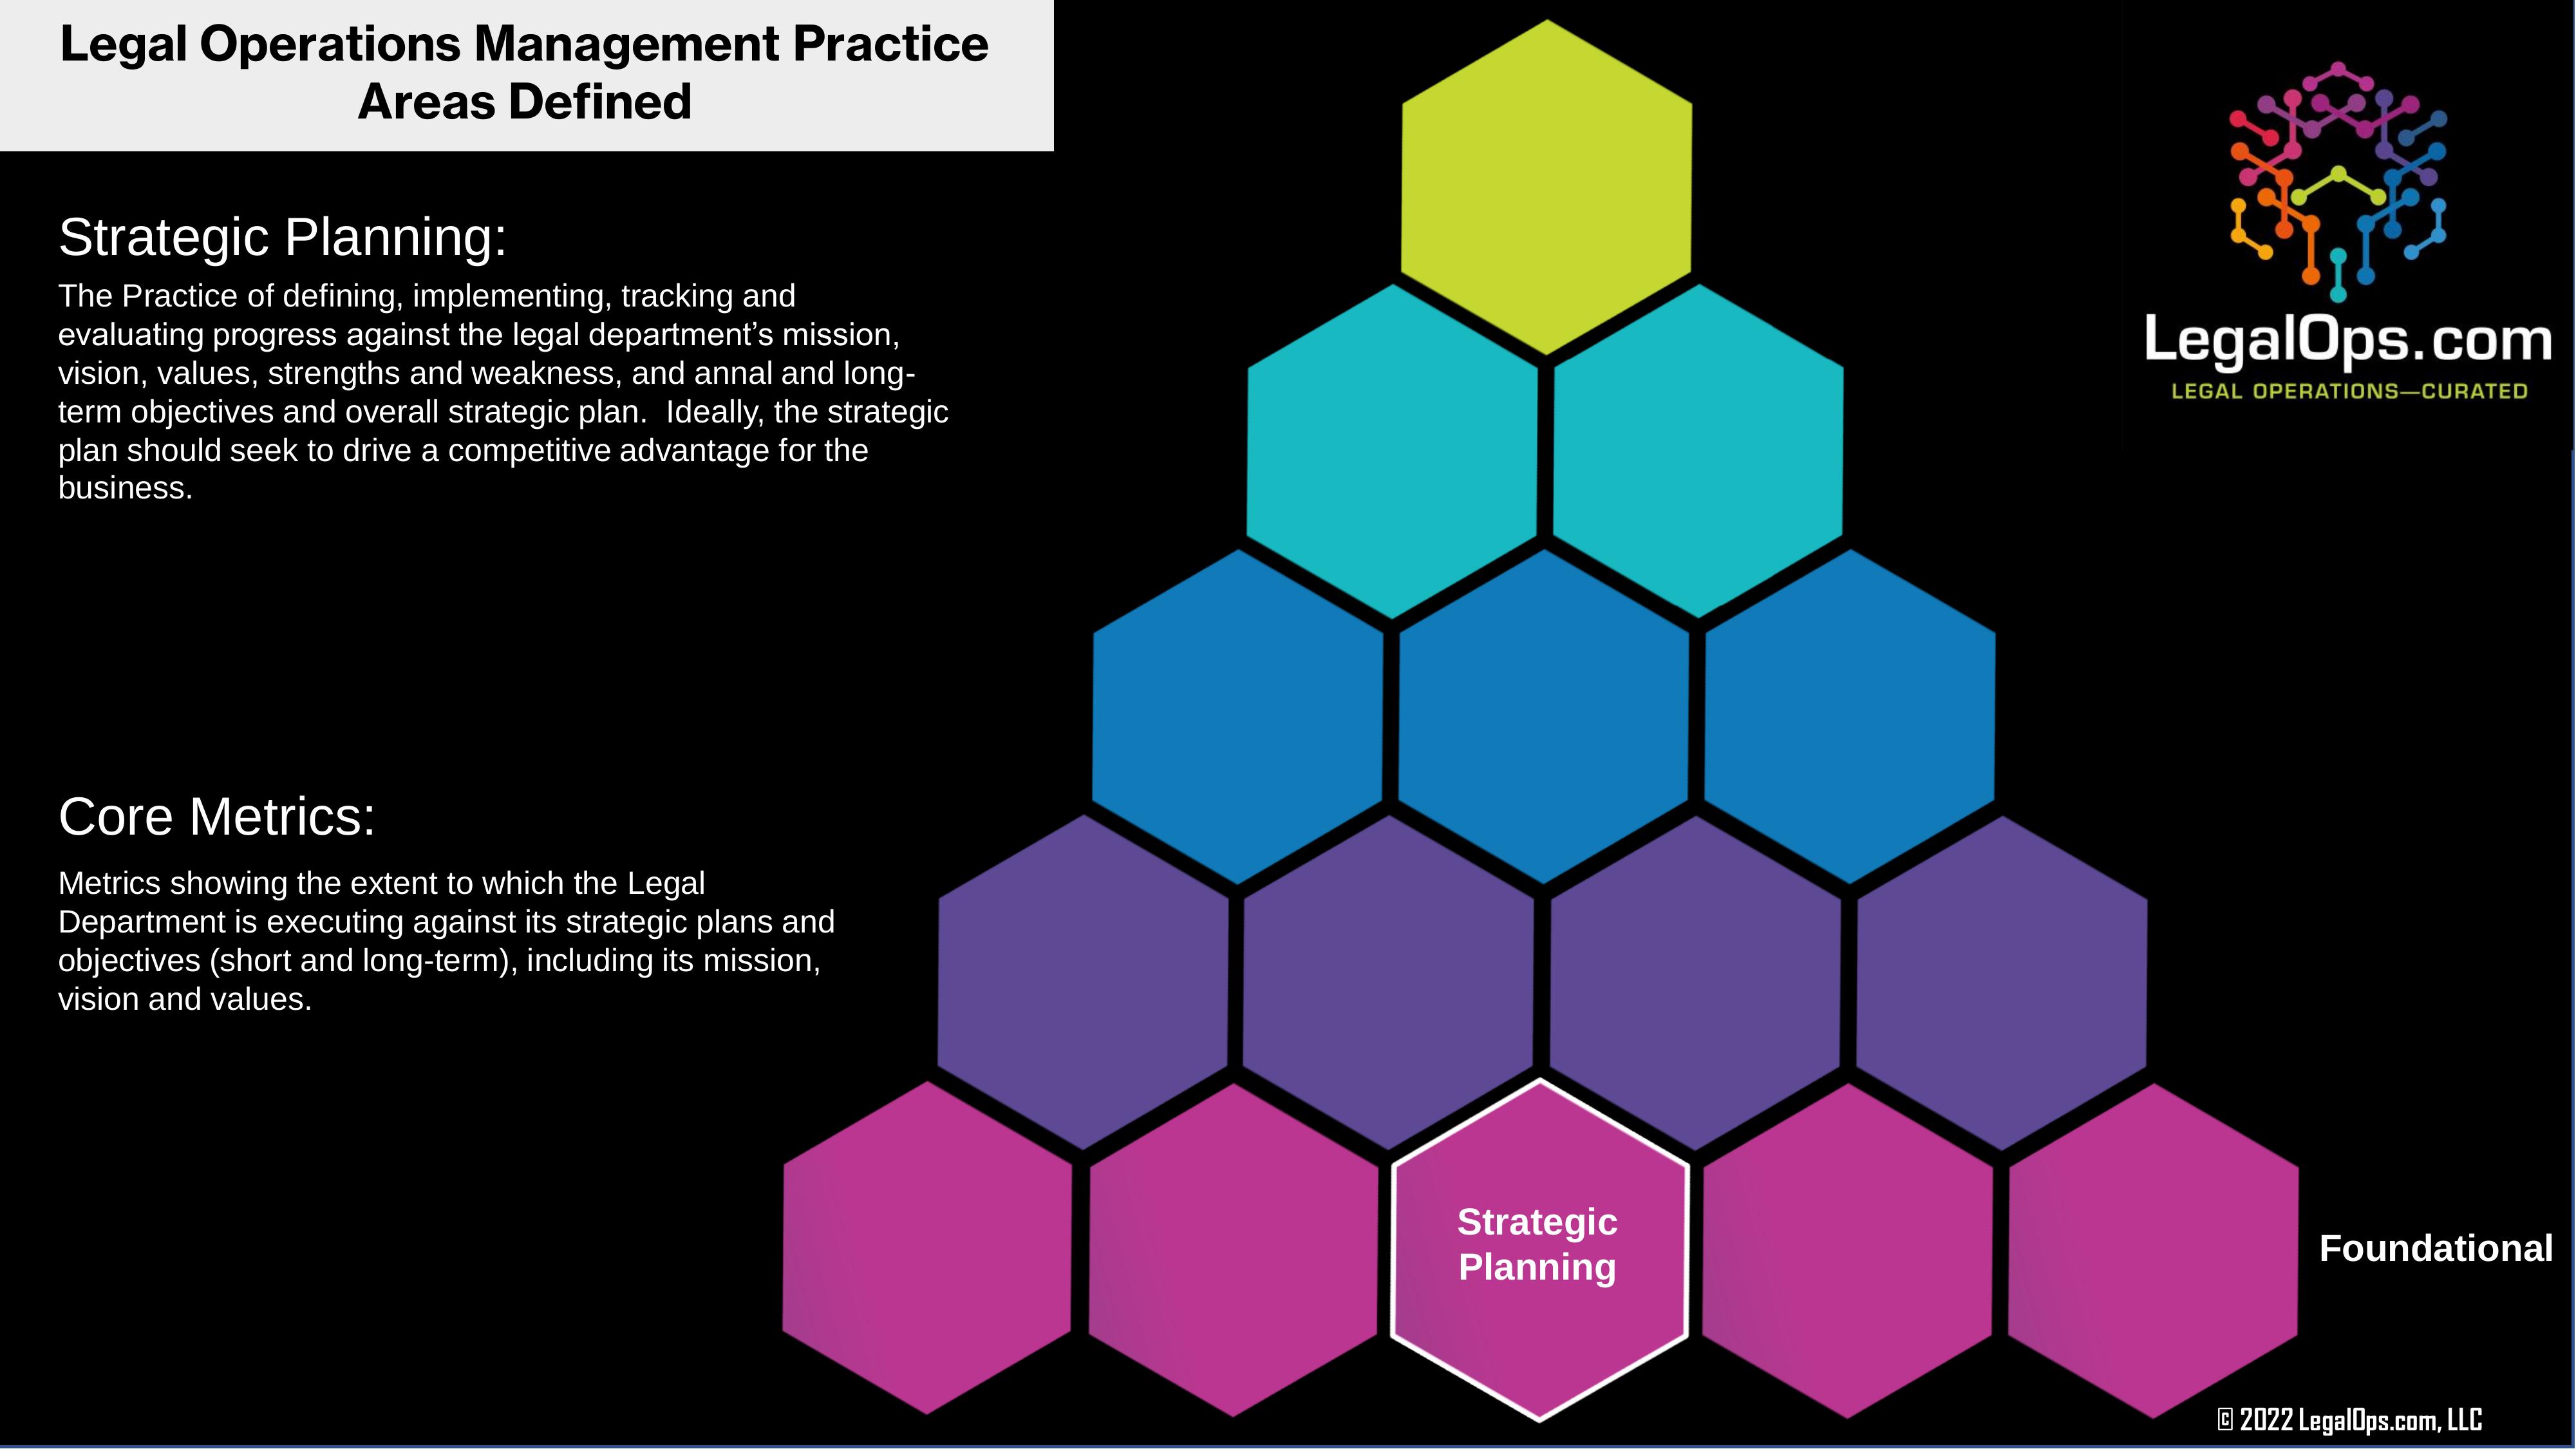 Legal Operations Management Practice
Areas Defined
Strategic Planning:
The Practice of defining, implementing, tracking and
evaluating progress against the legal department’s mission,
vision, values, strengths and weakness, and annal and long-
term objectives and overall strategic plan.  Ideally, the strategic
plan should seek to drive a competitive advantage for the
business.
Core Metrics:
Metrics showing the extent to which the Legal
Department is executing against its strategic plans and
objectives (short and long-term), including its mission,
vision and values.
LegalOps.com
LEGAL OPERATIONS—CURATED
Strategic
Planning
Foundational
© 2022 LegalOps.com, LLC